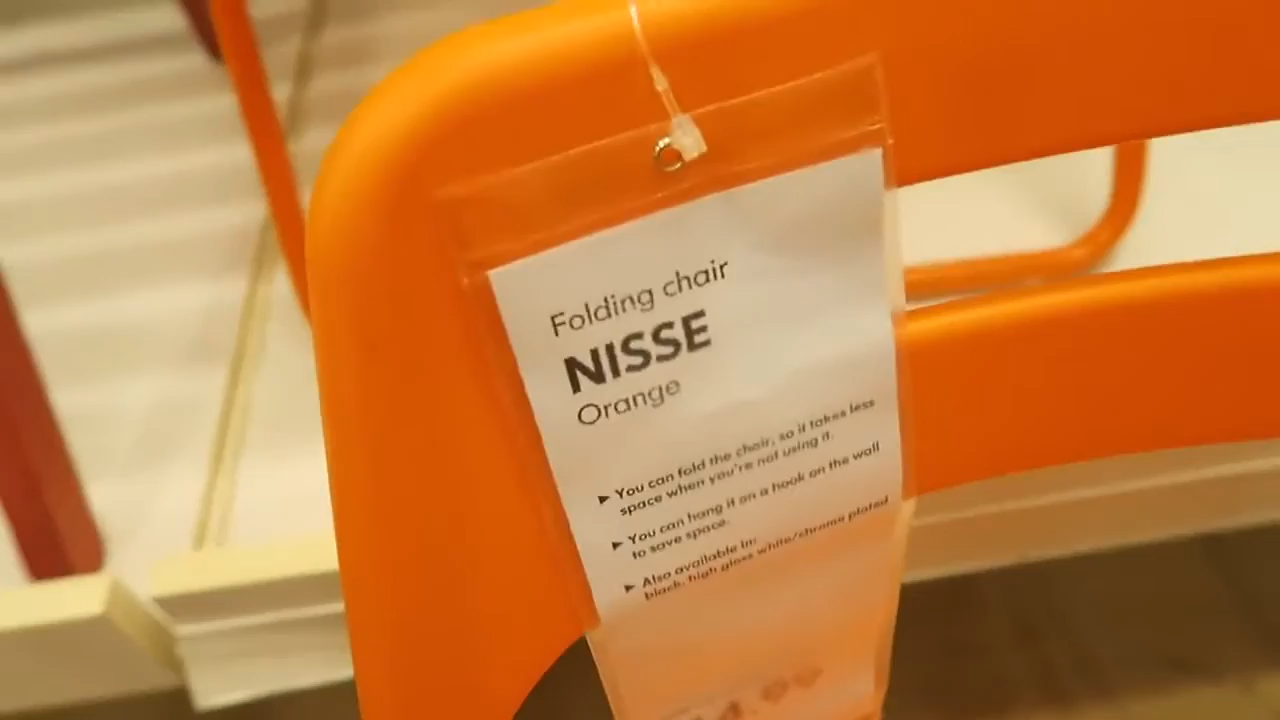 Folding chair
NISSE
Orange
► You can fold the chair, so it takes less
space when you're not using it.
► You can hang it on a hook on the wall
to save space.
► Also available in:
black, high gloss white/chrome plated